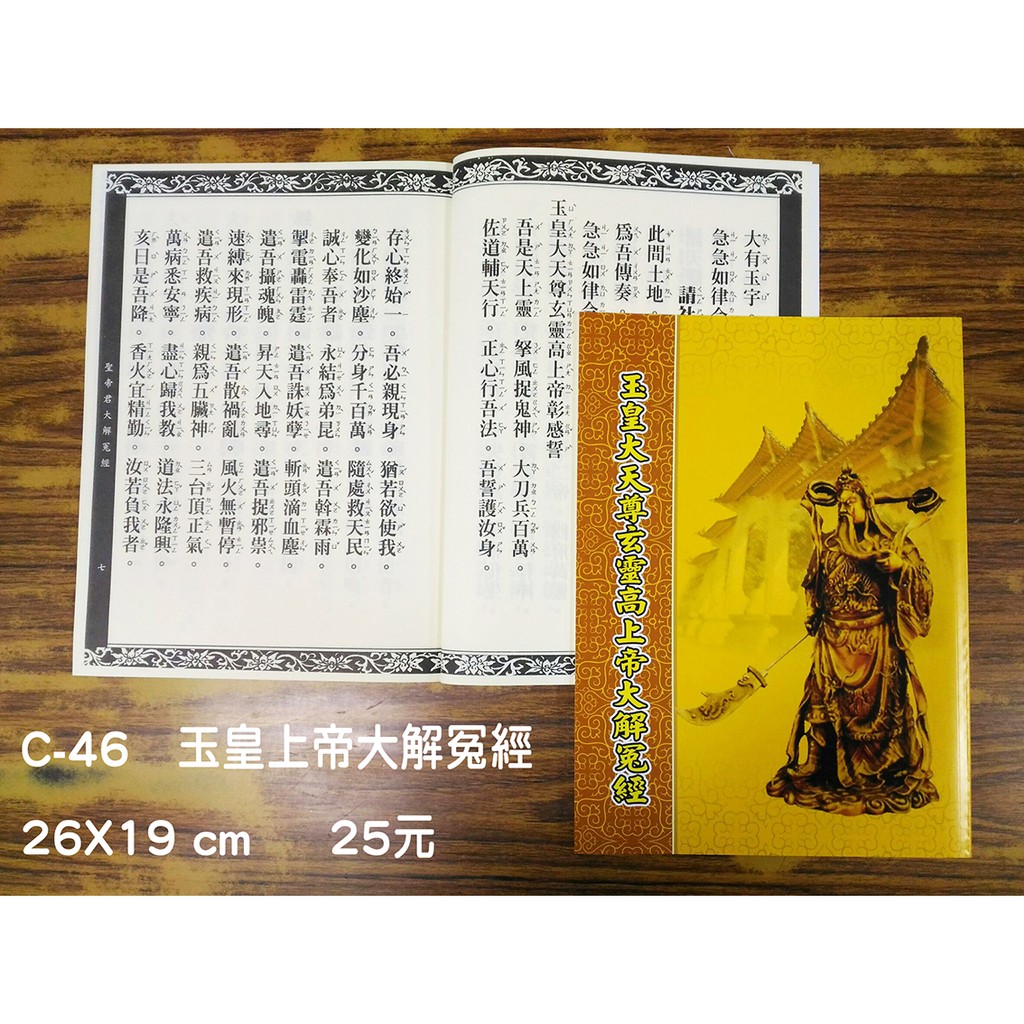 大有玉字。
急急如律令
請
此間土地。
為吾傳奏。
急急如律令
玉皇大天尊玄靈高上帝彰感誓
吾是天上靈。拏風捉鬼神。大刀兵百萬。
佐道輔天行。正心行吾法。吾誓護汝身。
存心終始一。吾必親現身。猶若欲使我。
變化如沙塵。分身千百萬。隨處救天民。
誠心奉吾者。永結為弟昆。遣吾斡霖雨。
掣電轟雷霆。遣吾誅妖孽。斬頭滴血塵。
遣吾攝魂魄。昇天入地尋。遣吾捉邪祟。
速縛來現形。遣吾散禍亂。風火無暫停。
遣吾救疾病。親為五臟神。三台頂正氣。
萬病悉安寧。盡心歸我教。道法永隆興。
亥日是吾降。香火宜精勤。汝若負我者。
聖帝君大解冤經
七
玉皇大天尊玄靈高上帝大解冤經
C-46 玉皇上帝大解冤經
26X19 cm 25元